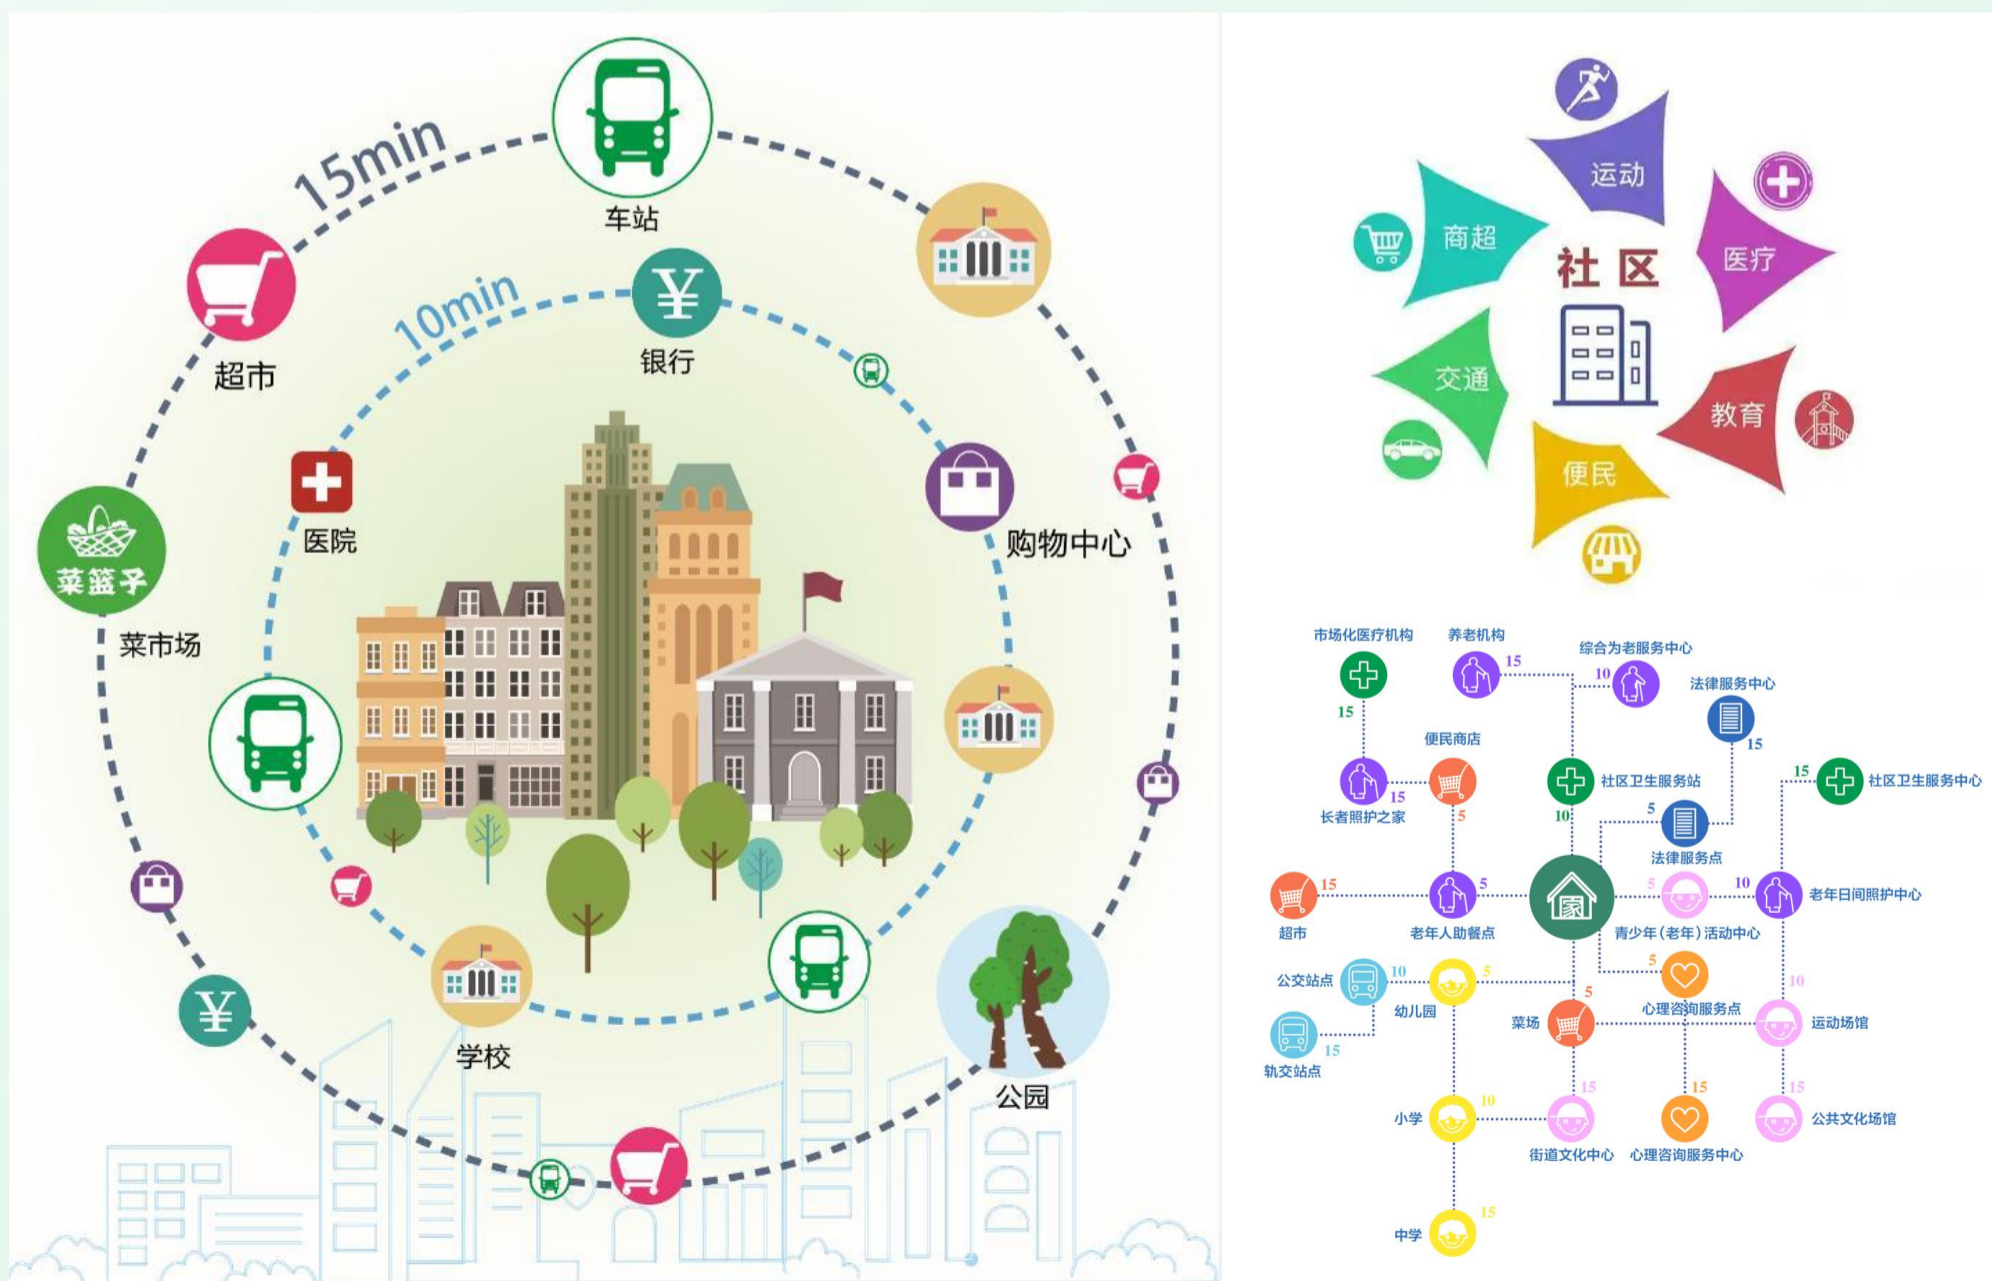 15min
车站
10min
¥
银行
超市
医院
购物中心
菜篮子
菜市场
学校
公园
¥
运动
商超
医疗
社区
交通
教育
便民
市场化医疗机构
养老机构
综合为老服务中心
15
10
法律服务中心
15
15
便民商店
15
社区卫生服务站
15
社区卫生服务中心
长者照护之家
5
10
5
法律服务点
15
5
家
5
10
老年日间照护中心
超市
老年人助餐点
青少年(老年)活动中心
公交站点
10
5
5
10
幼儿园
5
心理咨询服务点
菜场
运动场馆
15
轨交站点
10
15
15
15
小学
公共文化场馆
街道文化中心
心理咨询服务中心
15
中学